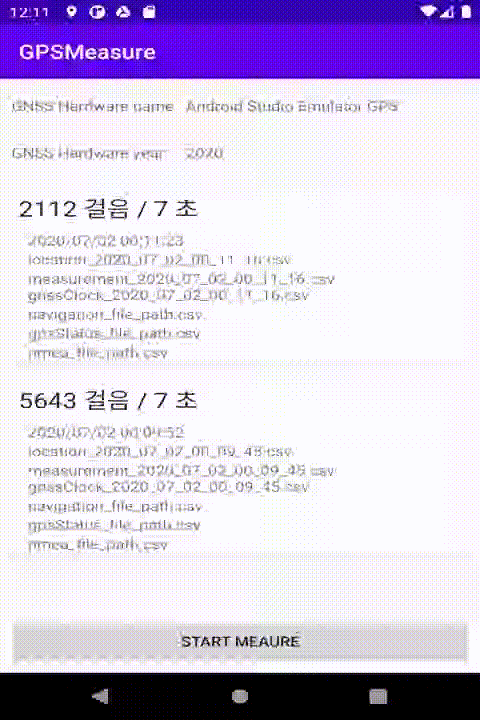 12:11
GPSMeasure
GNSS Hardware name Android Studio Emulator GPS
GNSS Hardware year 2020
2112 걸음 / 7 초
2020/07/02 00:11:23
location_2020_07_02_00_11_16.csv
measurement_2020_07_02_00_11_16.csv
gnssClock_2020_07_02_00_11_16.csv
navigation_file_path.csv
gpsStatus_file_path.csv
nmea_file_path.csv
5643 걸음 / 7 초
2020/07/02 00:09:52
location_2020_07_02_00_09_45.csv
measurement_2020_07_02_00_09_45.csv
gnssClock_2020_07_02_00_09_45.csv
navigation_file_path.csv
gpsStatus_file_path.csv
nmea_file_path.csv
START MEAURE